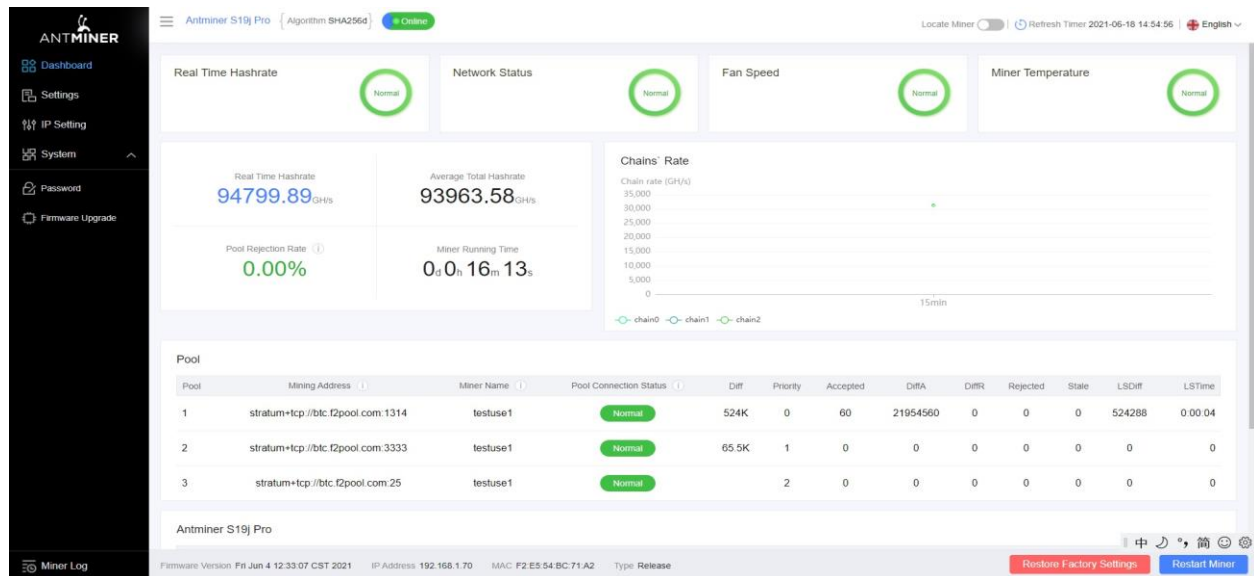 ANTMINER
Antminer S19j Pro { Algorithm SHA256d } Online
Locate Miner Refresh Timer 2021-06-18 14:54:56 English
Dashboard
Settings
IP Setting
System
Password
Firmware Upgrade
Real Time Hashrate Normal
Network Status Normal
Fan Speed Normal
Miner Temperature Normal
Real Time Hashrate
94799.89GH/s
Average Total Hashrate
93963.58GH/s
Pool Rejection Rate i
0.00%
Miner Running Time
0d 0h 16m 13s
Chains` Rate
Chain rate (GH/s)
35,000
30,000
25,000
20,000
15,000
10,000
5,000
0
15min
chain0 chain1 chain2
Pool
Pool Mining Address i Miner Name i Pool Connection Status i Diff Priority Accepted DiffA DiffR Rejected Stale LSDiff LSTime
1 stratum+tcp://btc.f2pool.com:1314 testuse1 Normal 524K 0 60 21954560 0 0 0 524288 0:00:04
2 stratum+tcp://btc.f2pool.com:3333 testuse1 Normal 65.5K 1 0 0 0 0 0 0 0
3 stratum+tcp://btc.f2pool.com:25 testuse1 Normal 2 0 0 0 0 0 0 0
Antminer S19j Pro
中 简
Miner Log
Firmware Version Fri Jun 4 12:33:07 CST 2021 IP Address 192.168.1.70 MAC F2:E5:54:BC:71:A2 Type Release
Restore Factory Settings Restart Miner